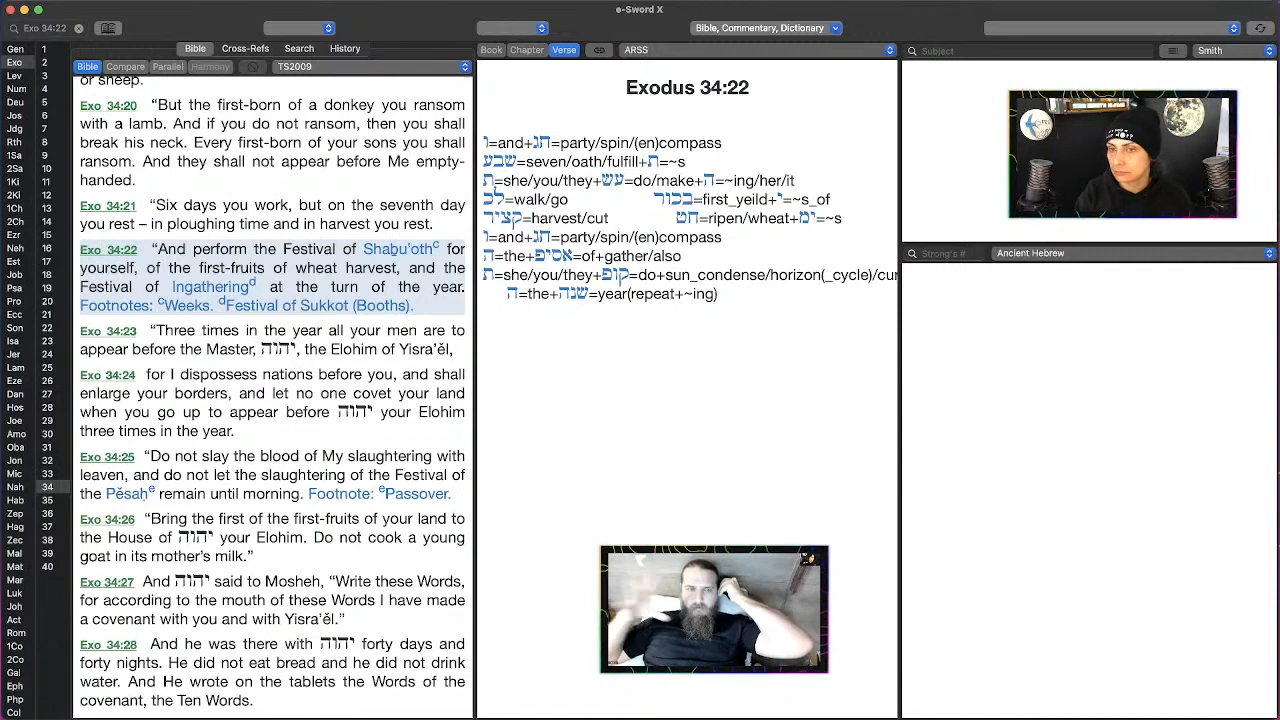 e-Sword X
Exo 34:22
Bible, Commentary, Dictionary
Bible Cross-Refs Search History
Bible Compare Parallel Harmony TS2009
Book Chapter Verse ARSS
Subject Smith
Strong's # Ancient Hebrew
Gen
Exo
Lev
Num
Deu
Jos
Jdg
Rth
1Sa
2Sa
1Ki
2Ki
1Ch
2Ch
Ezr
Neh
Est
Job
Psa
Pro
Ecc
Son
Isa
Jer
Lam
Eze
Dan
Hos
Joe
Amo
Oba
Jon
Mic
Nah
Hab
Zep
Hag
Zec
Mal
Mat
Mar
Luk
Joh
Act
Rom
1Co
2Co
Gal
Eph
Php
Col
1
2
3
4
5
6
7
8
9
10
11
12
13
14
15
16
17
18
19
20
21
22
23
24
25
26
27
28
29
30
31
32
33
34
35
36
37
38
39
40
or sheep.
Exo 34:20 “But the first-born of a donkey you ransom
with a lamb. And if you do not ransom, then you shall
break his neck. Every first-born of your sons you shall
ransom. And they shall not appear before Me empty-
handed.
Exo 34:21 “Six days you work, but on the seventh day
you rest – in ploughing time and in harvest you rest.
Exo 34:22 “And perform the Festival of Shaḇu‛othᶜ for
yourself, of the first-fruits of wheat harvest, and the
Festival of Ingatheringᵈ at the turn of the year.
Footnotes: ᶜWeeks. ᵈFestival of Sukkot (Booths).
Exo 34:23 “Three times in the year all your men are to
appear before the Master, יהוה, the Elohim of Yisra’ĕl,
Exo 34:24 for I dispossess nations before you, and shall
enlarge your borders, and let no one covet your land
when you go up to appear before יהוה your Elohim
three times in the year.
Exo 34:25 “Do not slay the blood of My slaughtering with
leaven, and do not let the slaughtering of the Festival of
the Pĕsaḥᵉ remain until morning. Footnote: ᵉPassover.
Exo 34:26 “Bring the first of the first-fruits of your land to
the House of יהוה your Elohim. Do not cook a young
goat in its mother’s milk.”
Exo 34:27 And יהוה said to Mosheh, “Write these Words,
for according to the mouth of these Words I have made
a covenant with you and with Yisra’ĕl.”
Exo 34:28 And he was there with יהוה forty days and
forty nights. He did not eat bread and he did not drink
water. And He wrote on the tablets the Words of the
covenant, the Ten Words.
Exodus 34:22
ו=and+חג=party/spin/(en)compass
שבע=seven/oath/fulfill+ת=~s
ת=she/you/they+עש=do/make+ה=~ing/her/it
לכ=walk/go בכור=first_yeild+י=~s_of
קציר=harvest/cut חט=ripen/wheat+ימ=~s
ו=and+חג=party/spin/(en)compass
ה=the+אסיפ=of+gather/also
ת=she/you/they+קופ=do+sun_condense/horizon(_cycle)/cur
ה=the+שנה=year(repeat+~ing)